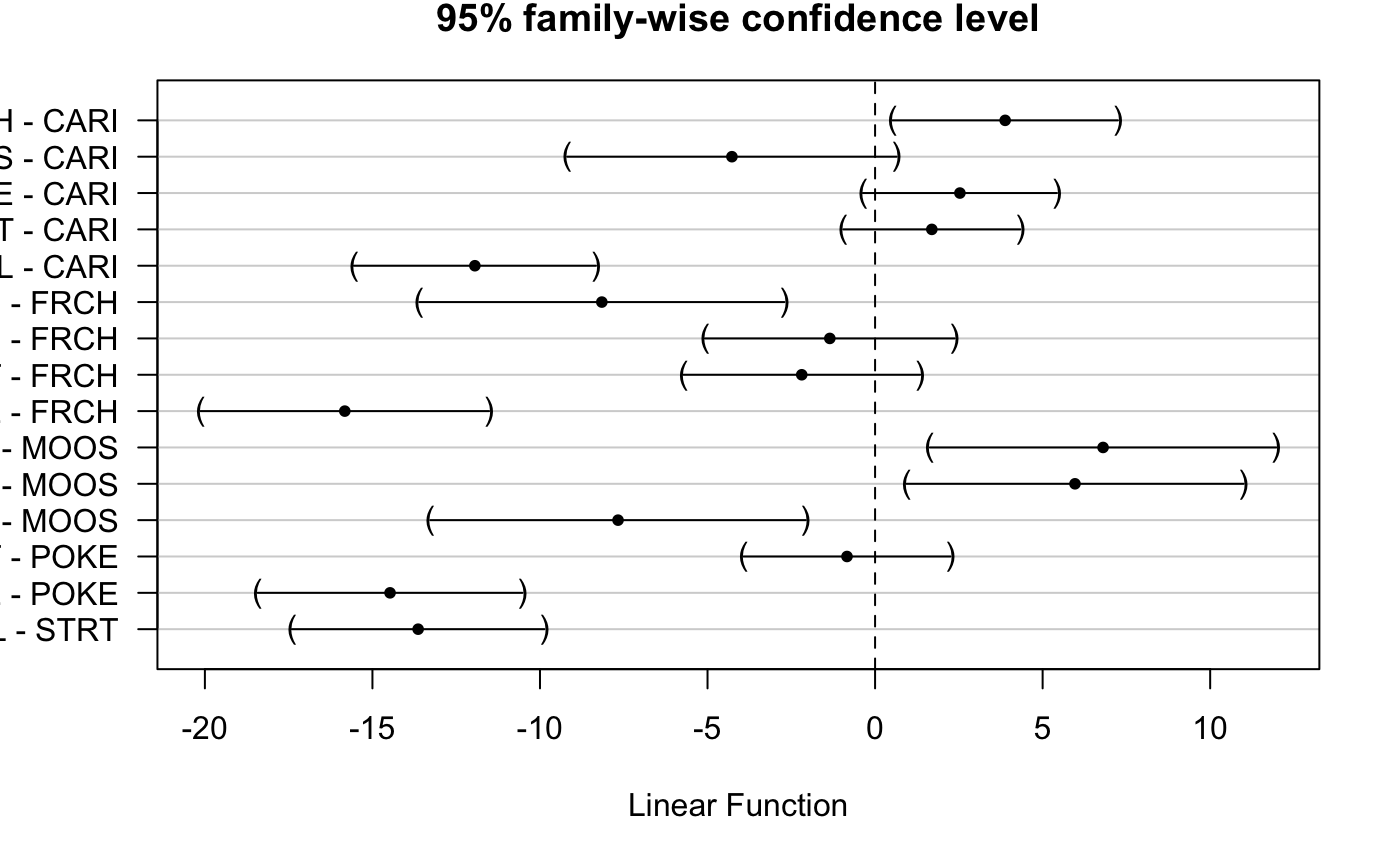 95% family-wise confidence level
H - CARI
S - CARI
E - CARI
T - CARI
L - CARI
- FRCH
- FRCH
- FRCH
- FRCH
- MOOS
- MOOS
- MOOS
- POKE
- POKE
L - STRT
-20 -15 -10 -5 0 5 10
Linear Function